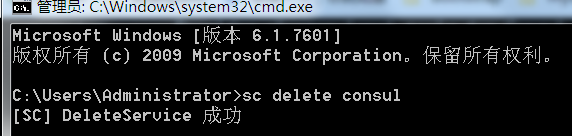 管理员: C:\Windows\system32\cmd.exe
Microsoft Windows [版本 6.1.7601]
版权所有 (c) 2009 Microsoft Corporation。保留所有权利。
C:\Users\Administrator>sc delete consul
[SC] DeleteService 成功